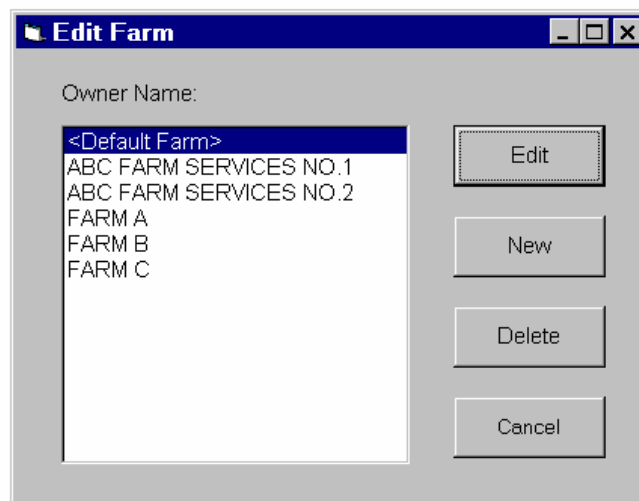 Edit Farm
Owner Name:
<Default Farm>
ABC FARM SERVICES NO.1
ABC FARM SERVICES NO.2
FARM A
FARM B
FARM C
Edit
New
Delete
Cancel